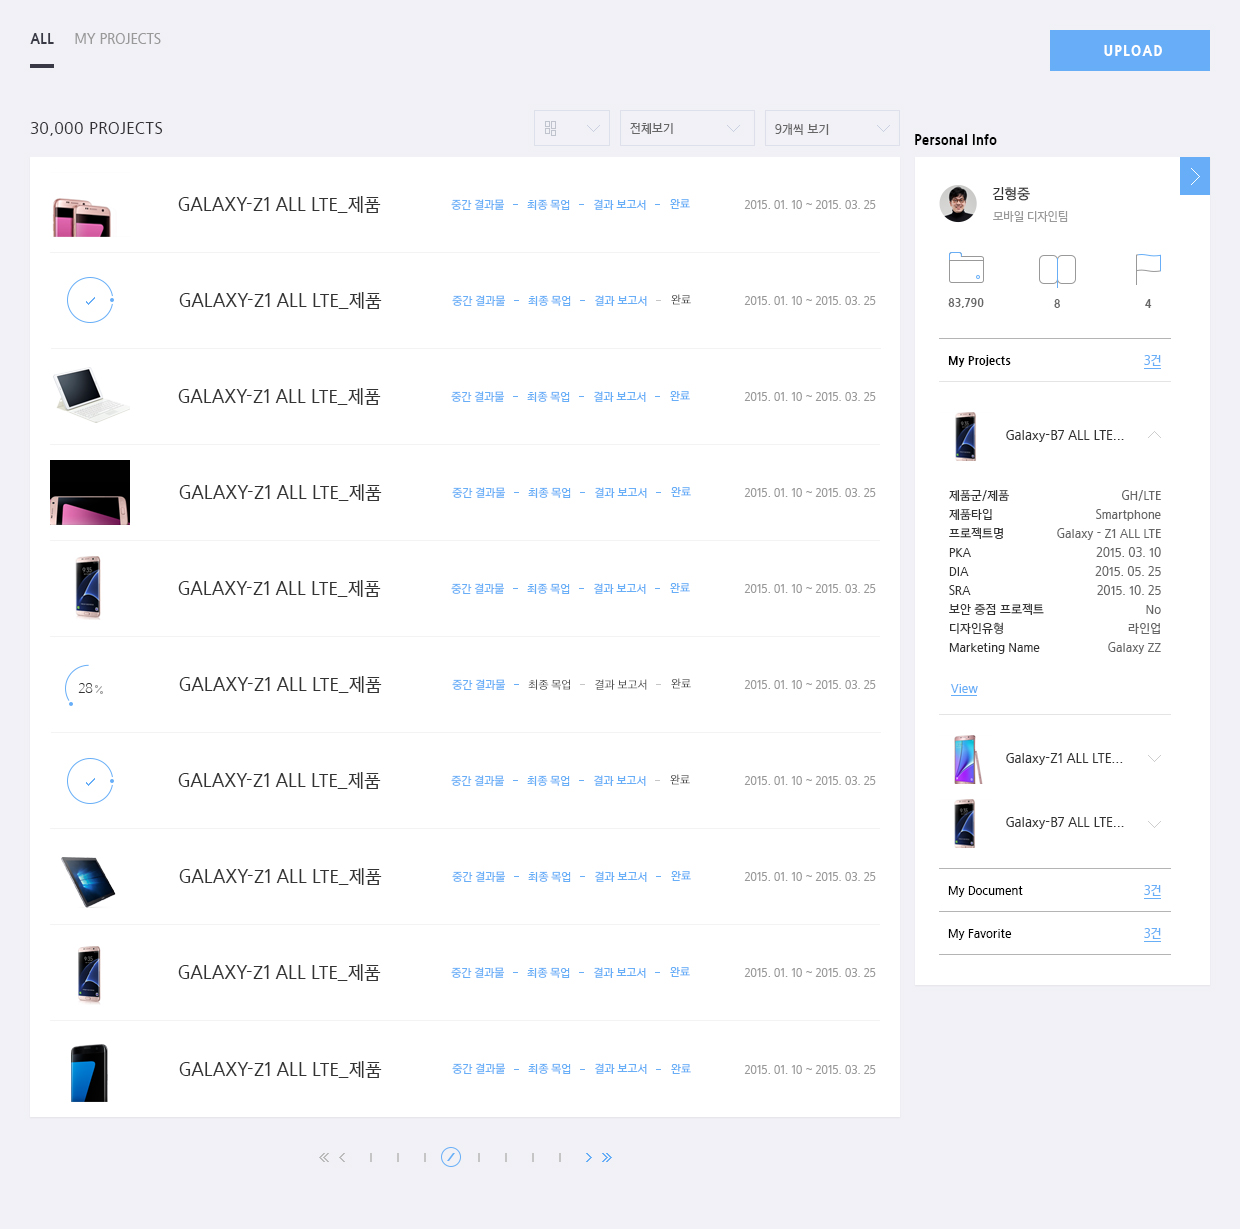 ALL MY PROJECTS
UPLOAD
30,000 PROJECTS
전체보기
9개씩 보기
GALAXY-Z1 ALL LTE_제품 중간 결과물 - 최종 목업 - 결과 보고서 - 완료 2015. 01. 10 ~ 2015. 03. 25
GALAXY-Z1 ALL LTE_제품 중간 결과물 - 최종 목업 - 결과 보고서 - 완료 2015. 01. 10 ~ 2015. 03. 25
GALAXY-Z1 ALL LTE_제품 중간 결과물 - 최종 목업 - 결과 보고서 - 완료 2015. 01. 10 ~ 2015. 03. 25
GALAXY-Z1 ALL LTE_제품 중간 결과물 - 최종 목업 - 결과 보고서 - 완료 2015. 01. 10 ~ 2015. 03. 25
GALAXY-Z1 ALL LTE_제품 중간 결과물 - 최종 목업 - 결과 보고서 - 완료 2015. 01. 10 ~ 2015. 03. 25
28% GALAXY-Z1 ALL LTE_제품 중간 결과물 - 최종 목업 - 결과 보고서 - 완료 2015. 01. 10 ~ 2015. 03. 25
GALAXY-Z1 ALL LTE_제품 중간 결과물 - 최종 목업 - 결과 보고서 - 완료 2015. 01. 10 ~ 2015. 03. 25
GALAXY-Z1 ALL LTE_제품 중간 결과물 - 최종 목업 - 결과 보고서 - 완료 2015. 01. 10 ~ 2015. 03. 25
GALAXY-Z1 ALL LTE_제품 중간 결과물 - 최종 목업 - 결과 보고서 - 완료 2015. 01. 10 ~ 2015. 03. 25
GALAXY-Z1 ALL LTE_제품 중간 결과물 - 최종 목업 - 결과 보고서 - 완료 2015. 01. 10 ~ 2015. 03. 25
Personal Info
김형중
모바일 디자인팀
83,790 8 4
My Projects 3건
Galaxy-B7 ALL LTE...
제품군/제품 GH/LTE
제품타입 Smartphone
프로젝트명 Galaxy - Z1 ALL LTE
PKA 2015. 03. 10
DIA 2015. 05. 25
SRA 2015. 10. 25
보안 중점 프로젝트 No
디자인유형 라인업
Marketing Name Galaxy ZZ
View
Galaxy-Z1 ALL LTE...
Galaxy-B7 ALL LTE...
My Document 3건
My Favorite 3건